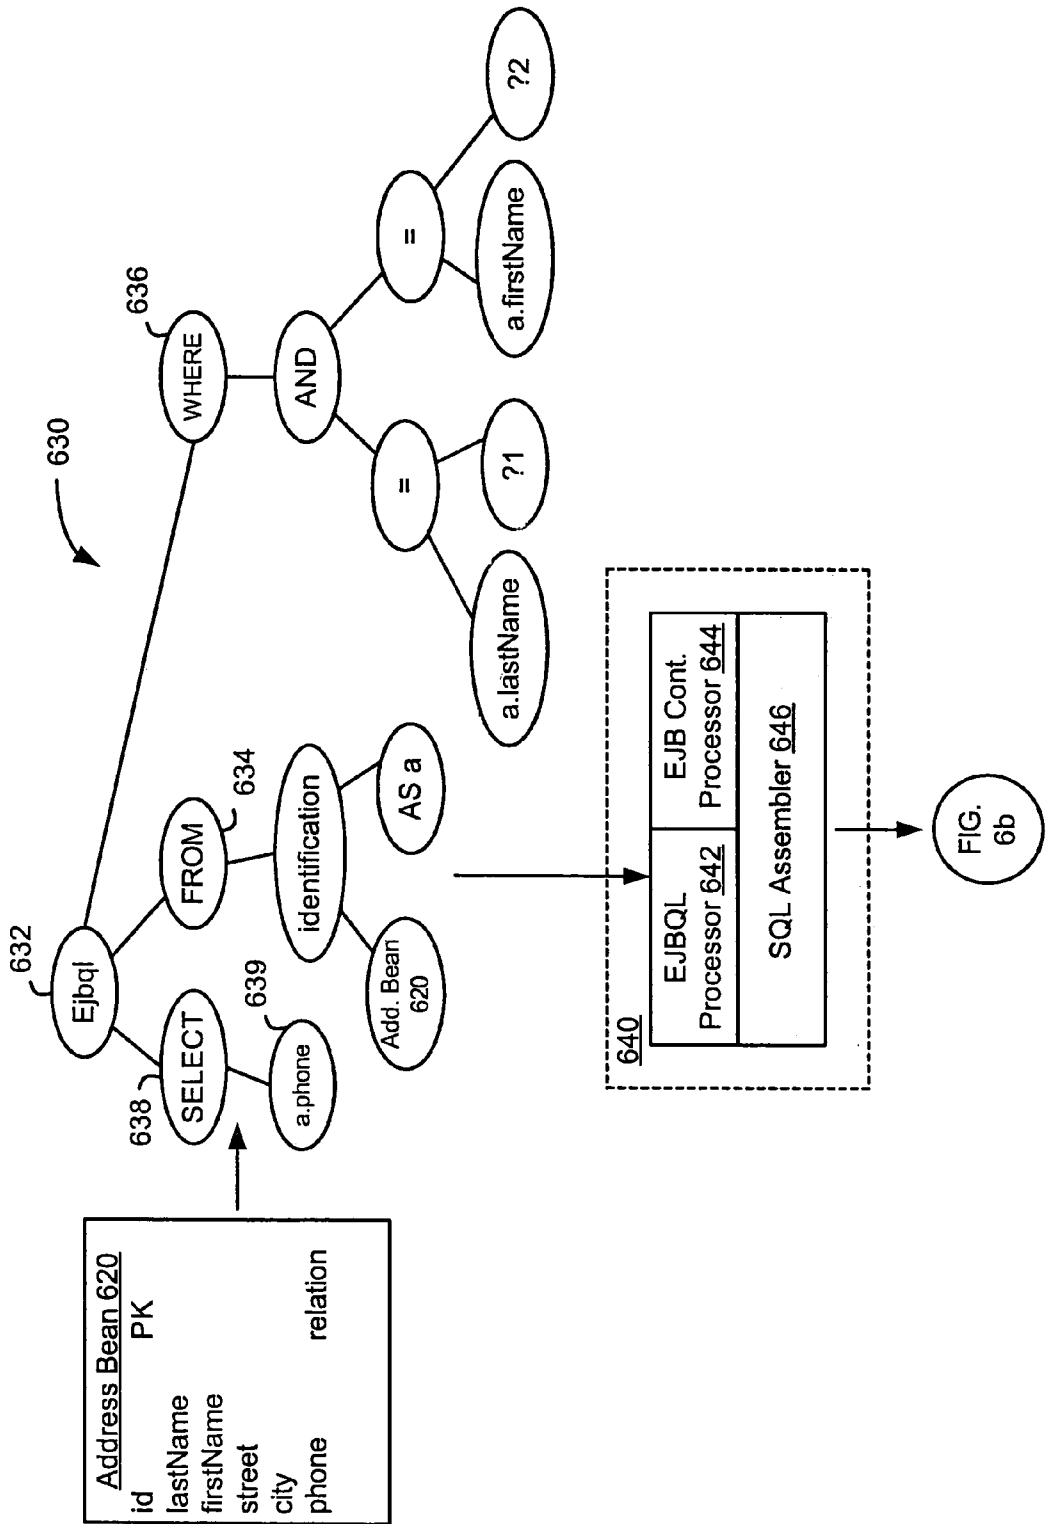 Address Bean 620
id PK
lastName
firstName
street
city
phone relation
630
632
Ejbql
638
SELECT
FROM
634
WHERE
636
a.phone
639
identification
AND
Add. Bean
620
AS a
=
=
a.lastName
?1
a.firstName
?2
640
EJBQL
Processor 642
EJB Cont.
Processor 644
SQL Assembler 646
FIG.
6b